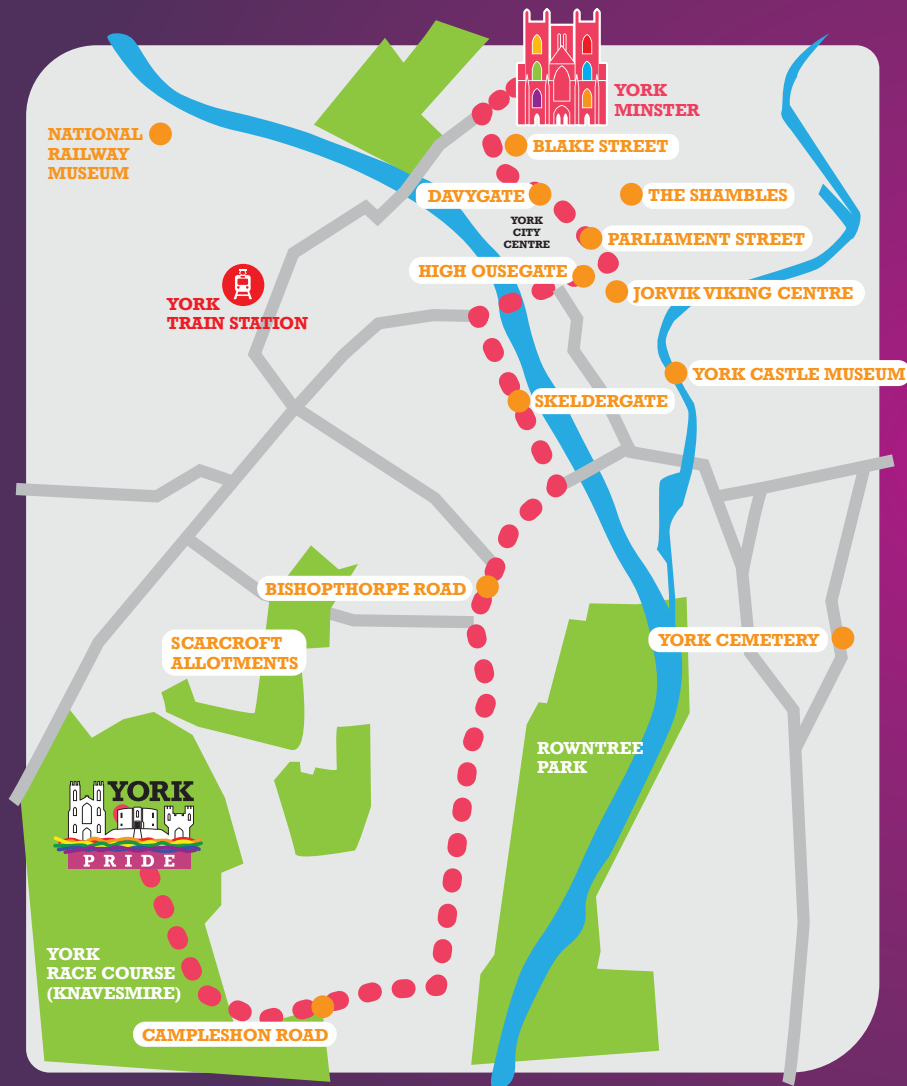 YORK
MINSTER
NATIONAL
RAILWAY
MUSEUM
BLAKE STREET
DAVYGATE
THE SHAMBLES
YORK
CITY
CENTRE
PARLIAMENT STREET
HIGH OUSEGATE
JORVIK VIKING CENTRE
YORK
TRAIN STATION
YORK CASTLE MUSEUM
SKELDERGATE
BISHOPTHORPE ROAD
SCARCROFT
ALLOTMENTS
YORK CEMETERY
ROWNTREE
PARK
YORK
PRIDE
YORK
RACE COURSE
(KNAVESMIRE)
CAMPLESHON ROAD